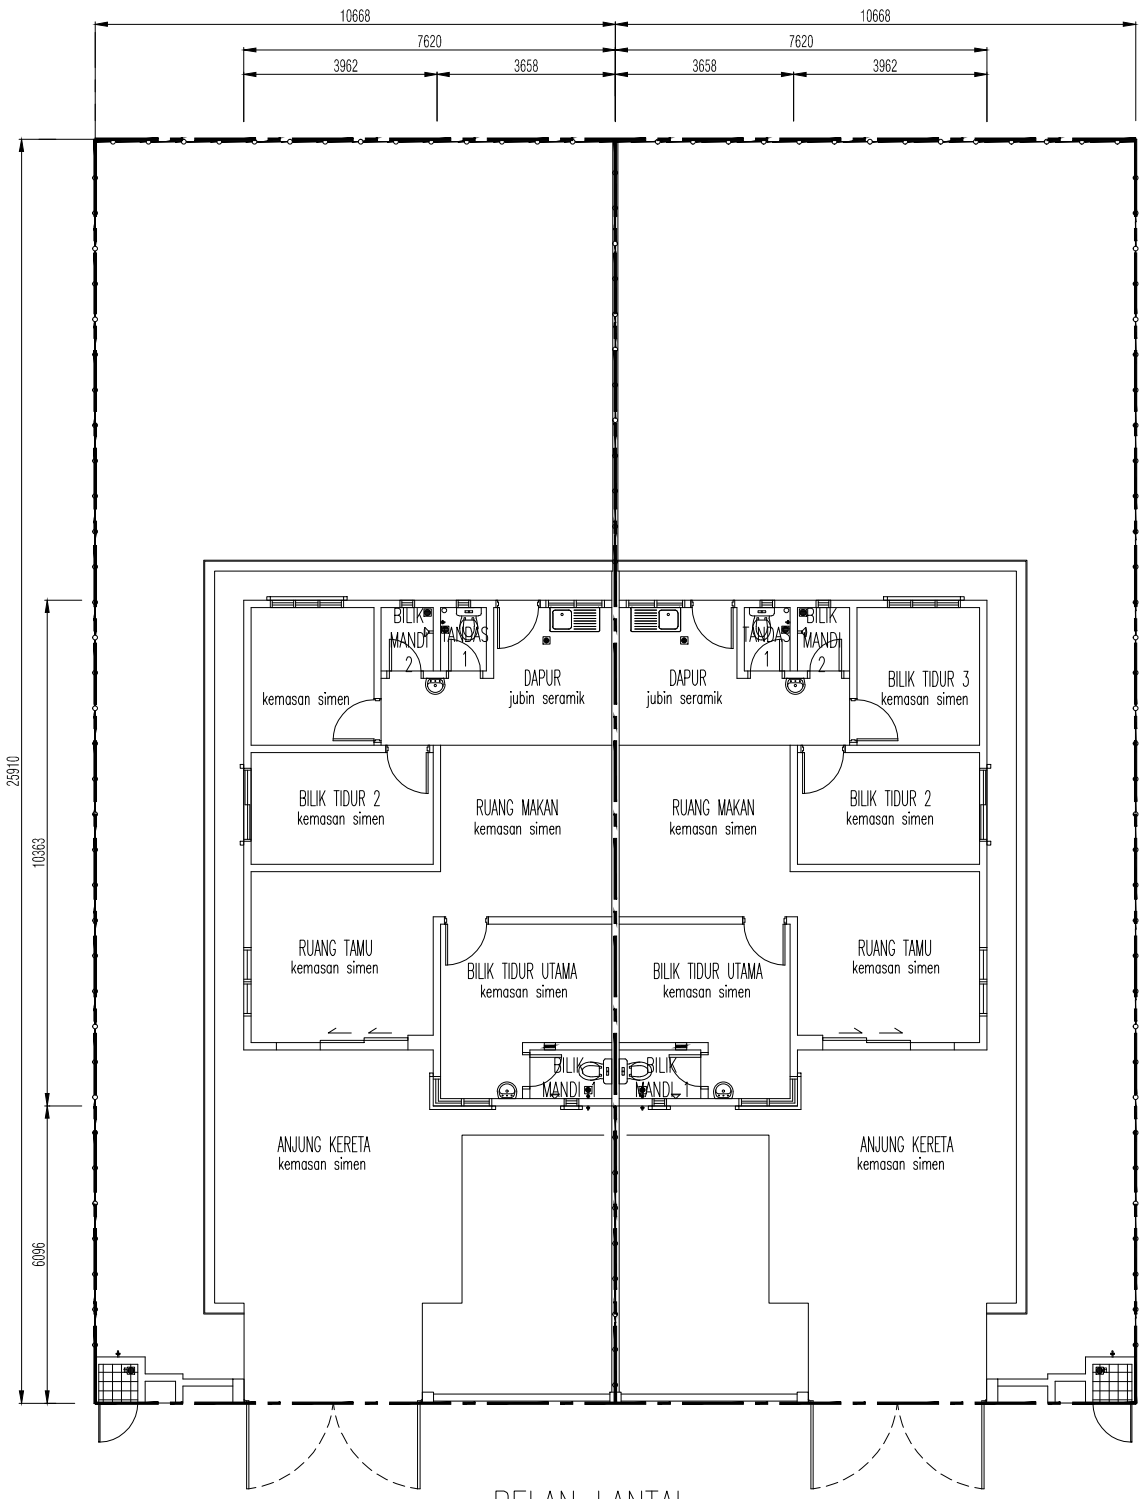 10668
10668
7620
7620
3962
3658
3658
3962
25910
10363
6096
BILIK
MANDI
2
TANDAS
1
TANDAS
1
BILIK
MANDI
2
kemasan simen
DAPUR
jubin seramik
DAPUR
jubin seramik
BILIK TIDUR 3
kemasan simen
BILIK TIDUR 2
kemasan simen
RUANG MAKAN
kemasan simen
RUANG MAKAN
kemasan simen
BILIK TIDUR 2
kemasan simen
RUANG TAMU
kemasan simen
BILIK TIDUR UTAMA
kemasan simen
BILIK TIDUR UTAMA
kemasan simen
RUANG TAMU
kemasan simen
BILIK
MANDI 1
BILIK
MANDI 1
ANJUNG KERETA
kemasan simen
ANJUNG KERETA
kemasan simen
PELAN LANTAI